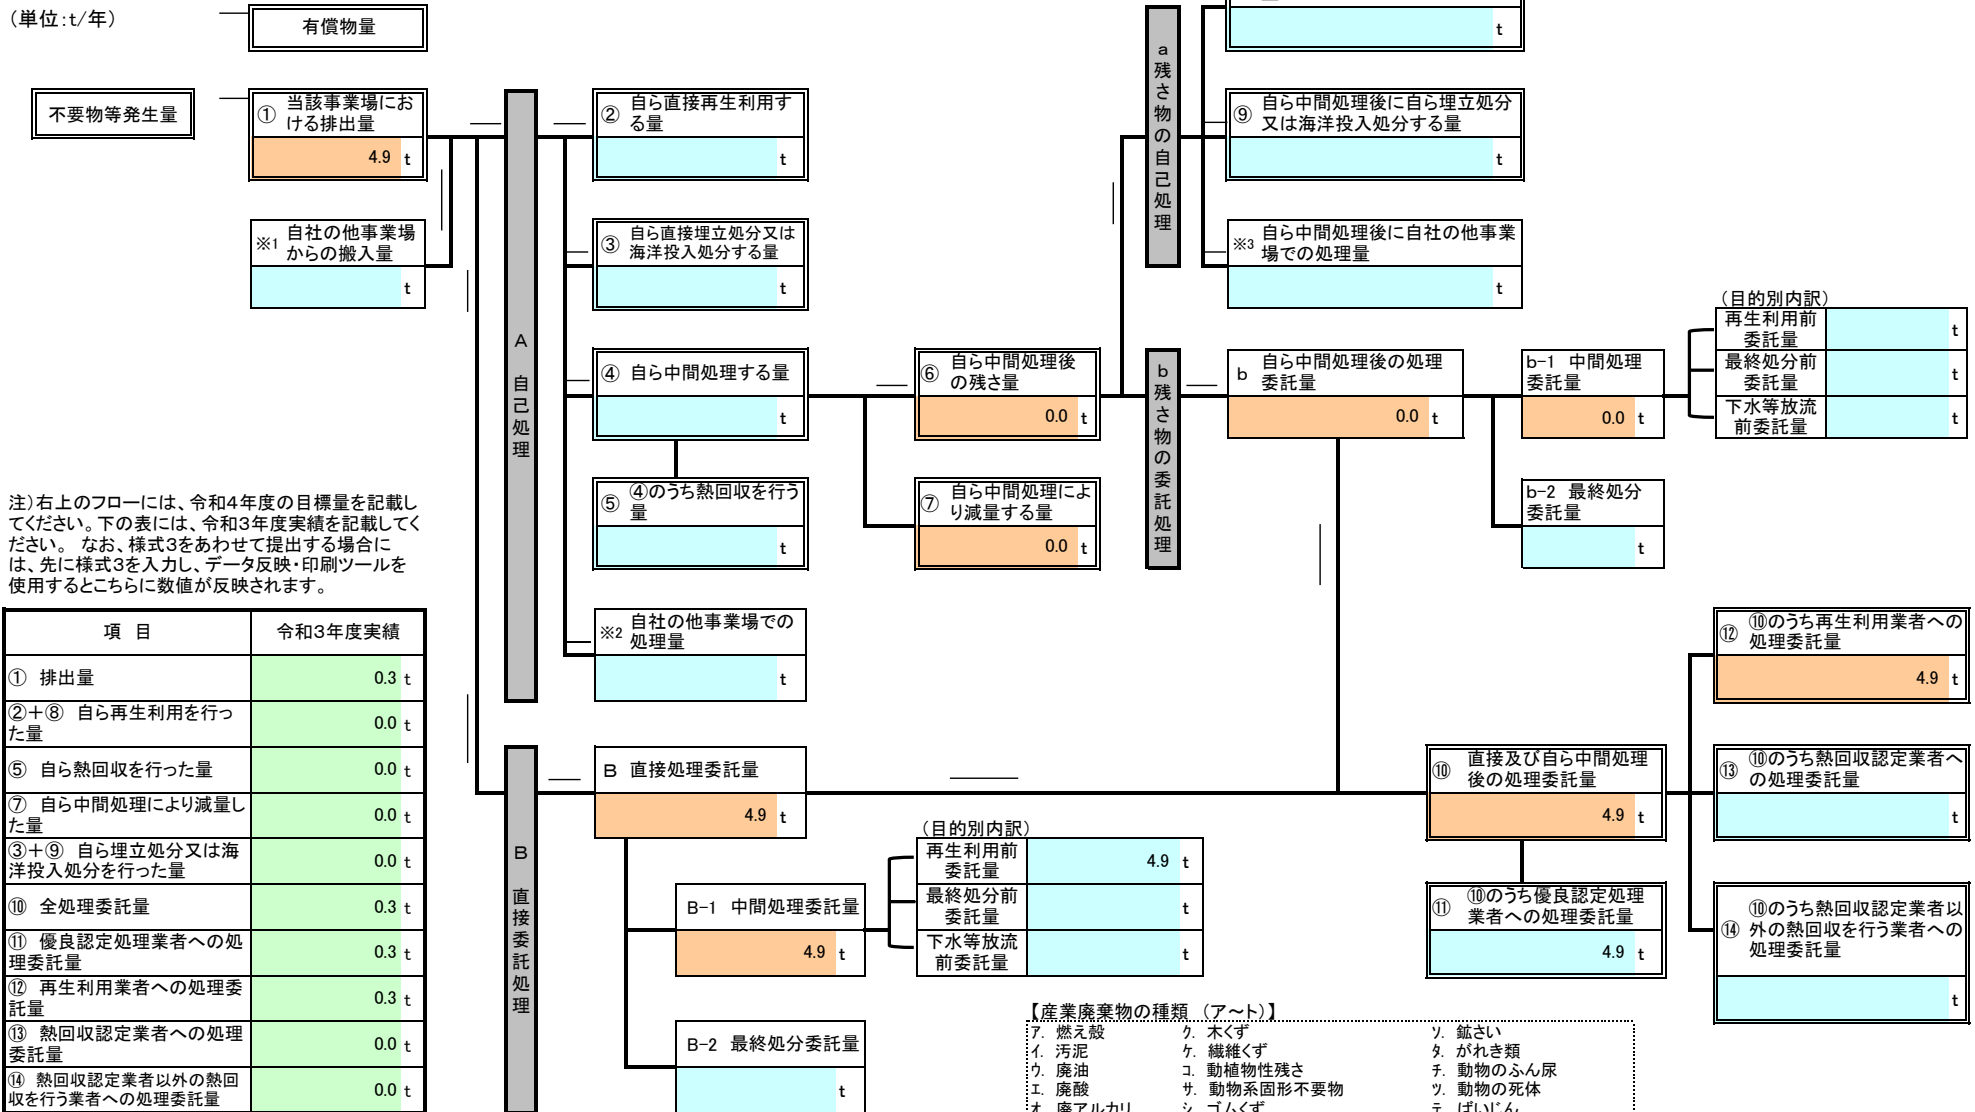 （単位:t/年）
有償物量
t
不要物等発生量
① 当該事業場にお
ける排出量
4.9 t
② 自ら直接再生利用す
る量
t
a 残さ物の自己処理
⑨ 自ら中間処理後に自ら埋立処分
又は海洋投入処分する量
t
※1 自社の他事業場
からの搬入量
t
③ 自ら直接埋立処分又は
海洋投入処分する量
t
※3 自ら中間処理後に自社の他事業
場での処理量
t
A 自己処理
④ 自ら中間処理する量
t
⑥ 自ら中間処理後
の残さ量
0.0 t
b 残さ物の委託処理
b 自ら中間処理後の処理
委託量
0.0 t
b-1 中間処理
委託量
0.0 t
（目的別内訳）
再生利用前
委託量
t
最終処分前
委託量
t
下水等放流
前委託量
t
⑤ ④のうち熱回収を行う
量
t
⑦ 自ら中間処理によ
り減量する量
0.0 t
b-2 最終処分
委託量
t
注）右上のフローには、令和４年度の目標量を記載し
てください。下の表には、令和３年度実績を記載してく
ださい。 なお、様式３をあわせて提出する場合に
は、先に様式３を入力し、データ反映・印刷ツールを
使用するとこちらに数値が反映されます。
※2 自社の他事業場での
処理量
t
項 目 令和３年度実績
① 排出量 0.3 t
②＋⑧ 自ら再生利用を行っ
た量 0.0 t
⑤ 自ら熱回収を行った量 0.0 t
⑦ 自ら中間処理により減量し
た量 0.0 t
③＋⑨ 自ら埋立処分又は海
洋投入処分を行った量 0.0 t
⑩ 全処理委託量 0.3 t
⑪ 優良認定処理業者への処
理委託量 0.3 t
⑫ 再生利用業者への処理委
託量 0.3 t
⑬ 熱回収認定業者への処理
委託量 0.0 t
⑭ 熱回収認定業者以外の熱回
収を行う業者への処理委託量 0.0 t
B 直接委託処理
B 直接処理委託量
4.9 t
B-1 中間処理委託量
4.9 t
（目的別内訳）
再生利用前
委託量
4.9 t
最終処分前
委託量
t
下水等放流
前委託量
t
B-2 最終処分委託量
t
⑩ 直接及び自ら中間処理
後の処理委託量
4.9 t
⑪ ⑩のうち優良認定処理
業者への処理委託量
4.9 t
⑫ ⑩のうち再生利用業者への
処理委託量
4.9 t
⑬ ⑩のうち熱回収認定業者へ
の処理委託量
t
⑭ ⑩のうち熱回収認定業者以
外の熱回収を行う業者への
処理委託量
t
【産業廃棄物の種類 （ア～ト）】
ｱ. 燃え殻 ｸ. 木くず ｿ. 鉱さい
ｲ. 汚泥 ｹ. 繊維くず ﾀ. がれき類
ｳ. 廃油 ｺ. 動植物性残さ ﾁ. 動物のふん尿
ｴ. 廃酸 ｻ. 動物系固形不要物 ﾂ. 動物の死体
ｵ. 廃アルカリ ｼ. ゴムくず ﾃ. ばいじん